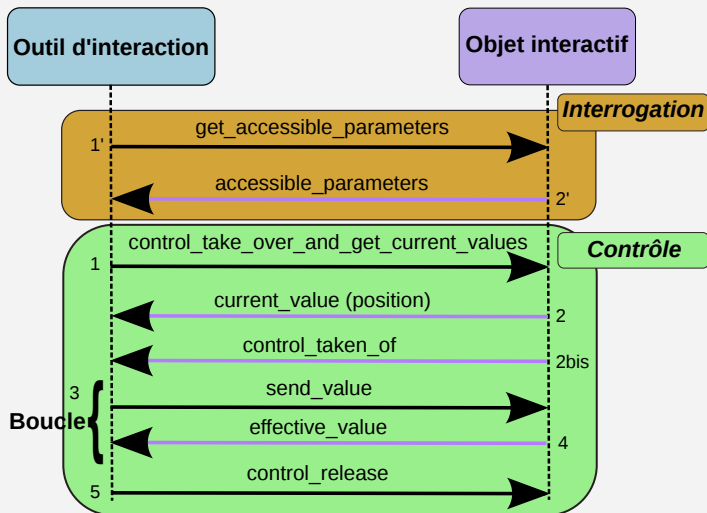 Outil d'interaction
Objet interactif
Interrogation
get_accessible_parameters
1'
accessible_parameters
2'
control_take_over_and_get_current_values
Contrôle
1
current_value (position)
2
control_taken_of
2bis
3
send_value
Boucler
effective_value
4
control_release
5